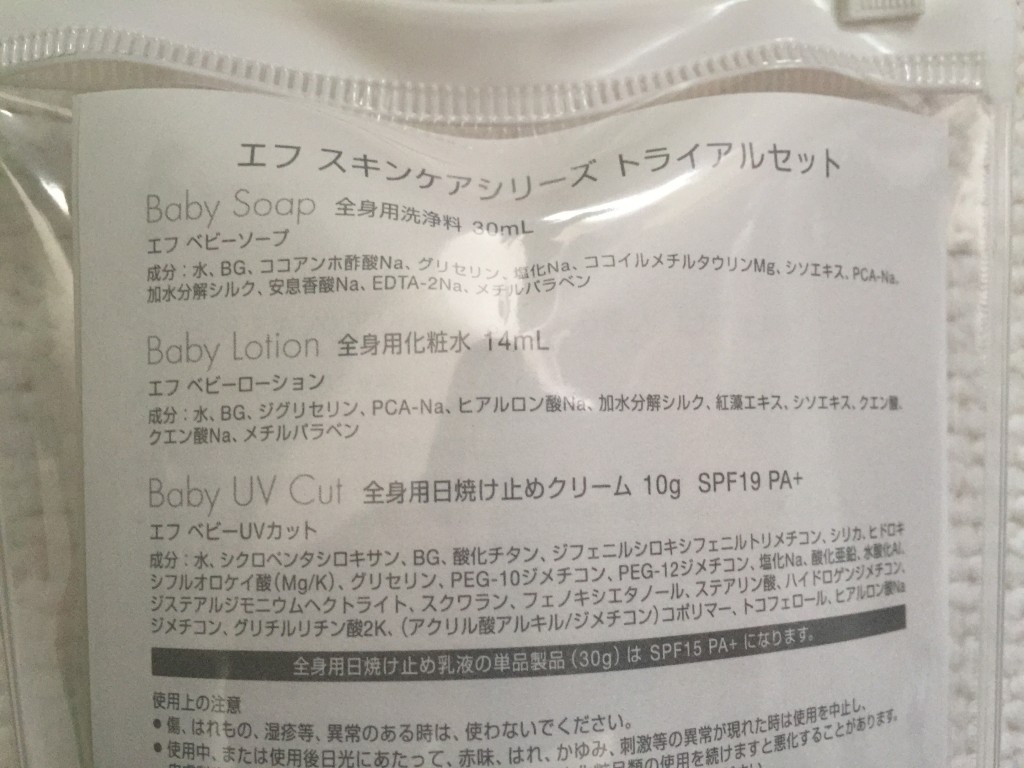 エフ スキンケアシリーズ トライアルセット
Baby Soap 全身用洗浄料 30mL
エフ ベビーソープ
成分：水、BG、ココアンホ酢酸Na、グリセリン、塩化Na、ココイルメチルタウリンMg、シソエキス、PCA-Na、
加水分解シルク、安息香酸Na、EDTA-2Na、メチルパラベン
Baby Lotion 全身用化粧水 14mL
エフ ベビーローション
成分：水、BG、ジグリセリン、PCA-Na、ヒアルロン酸Na、加水分解シルク、紅藻エキス、シソエキス、クエン酸、
クエン酸Na、メチルパラベン
Baby UV Cut 全身用日焼け止めクリーム 10g SPF19 PA+
エフ ベビーUVカット
成分：水、シクロペンタシロキサン、BG、酸化チタン、ジフェニルシロキシフェニルトリメチコン、シリカ、ヒドロキ
シフルオロケイ酸(Mg/K)、グリセリン、PEG-10ジメチコン、PEG-12ジメチコン、塩化Na、酸化亜鉛、水酸化Al、
ジステアルジモニウムヘクトライト、スクワラン、フェノキシエタノール、ステアリン酸、ハイドロゲンジメチコン、
ジメチコン、グリチルリチン酸2K、(アクリル酸アルキル/ジメチコン)コポリマー、トコフェロール、ヒアルロン酸Na
全身用日焼け止め乳液の単品製品(30g)は SPF15 PA+ になります。
使用上の注意
●傷、はれもの、湿疹等、異常のある時は、使わないでください。
●使用中、または使用後日光にあたって、赤味、はれ、かゆみ、刺激等の異常が現れた時は使用を中止し、
化粧品類の使用を続けますと悪化することがあります。